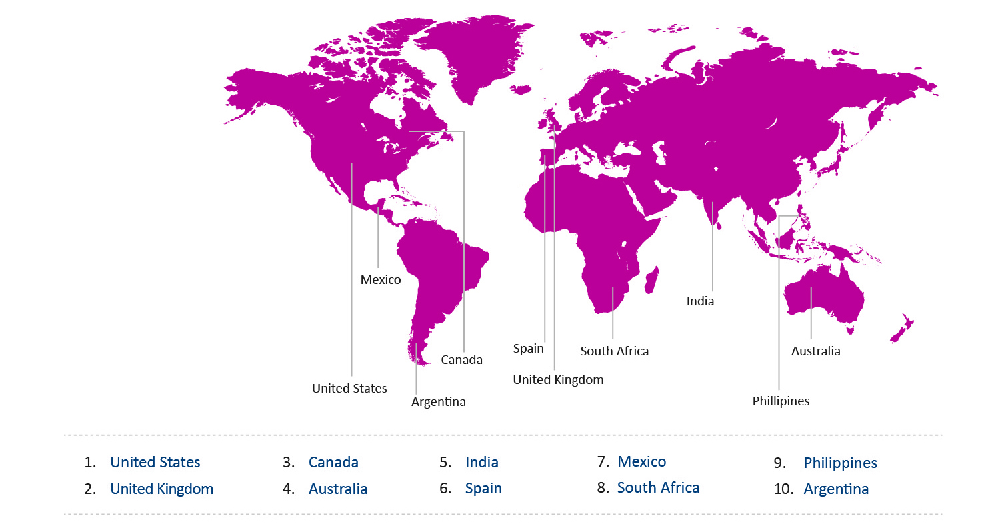 Mexico
India
Spain
South Africa
Australia
Canada
United Kingdom
United States
Argentina
Phillipines
1. United States
2. United Kingdom
3. Canada
4. Australia
5. India
6. Spain
7. Mexico
8. South Africa
9. Philippines
10. Argentina